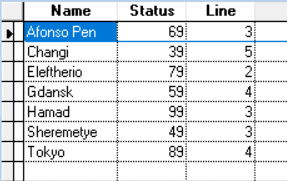 Name Status Line
Afonso Pen 69 3
Changi 39 5
Eleftherio 79 2
Gdansk 59 4
Hamad 99 3
Sheremetye 49 3
Tokyo 89 4